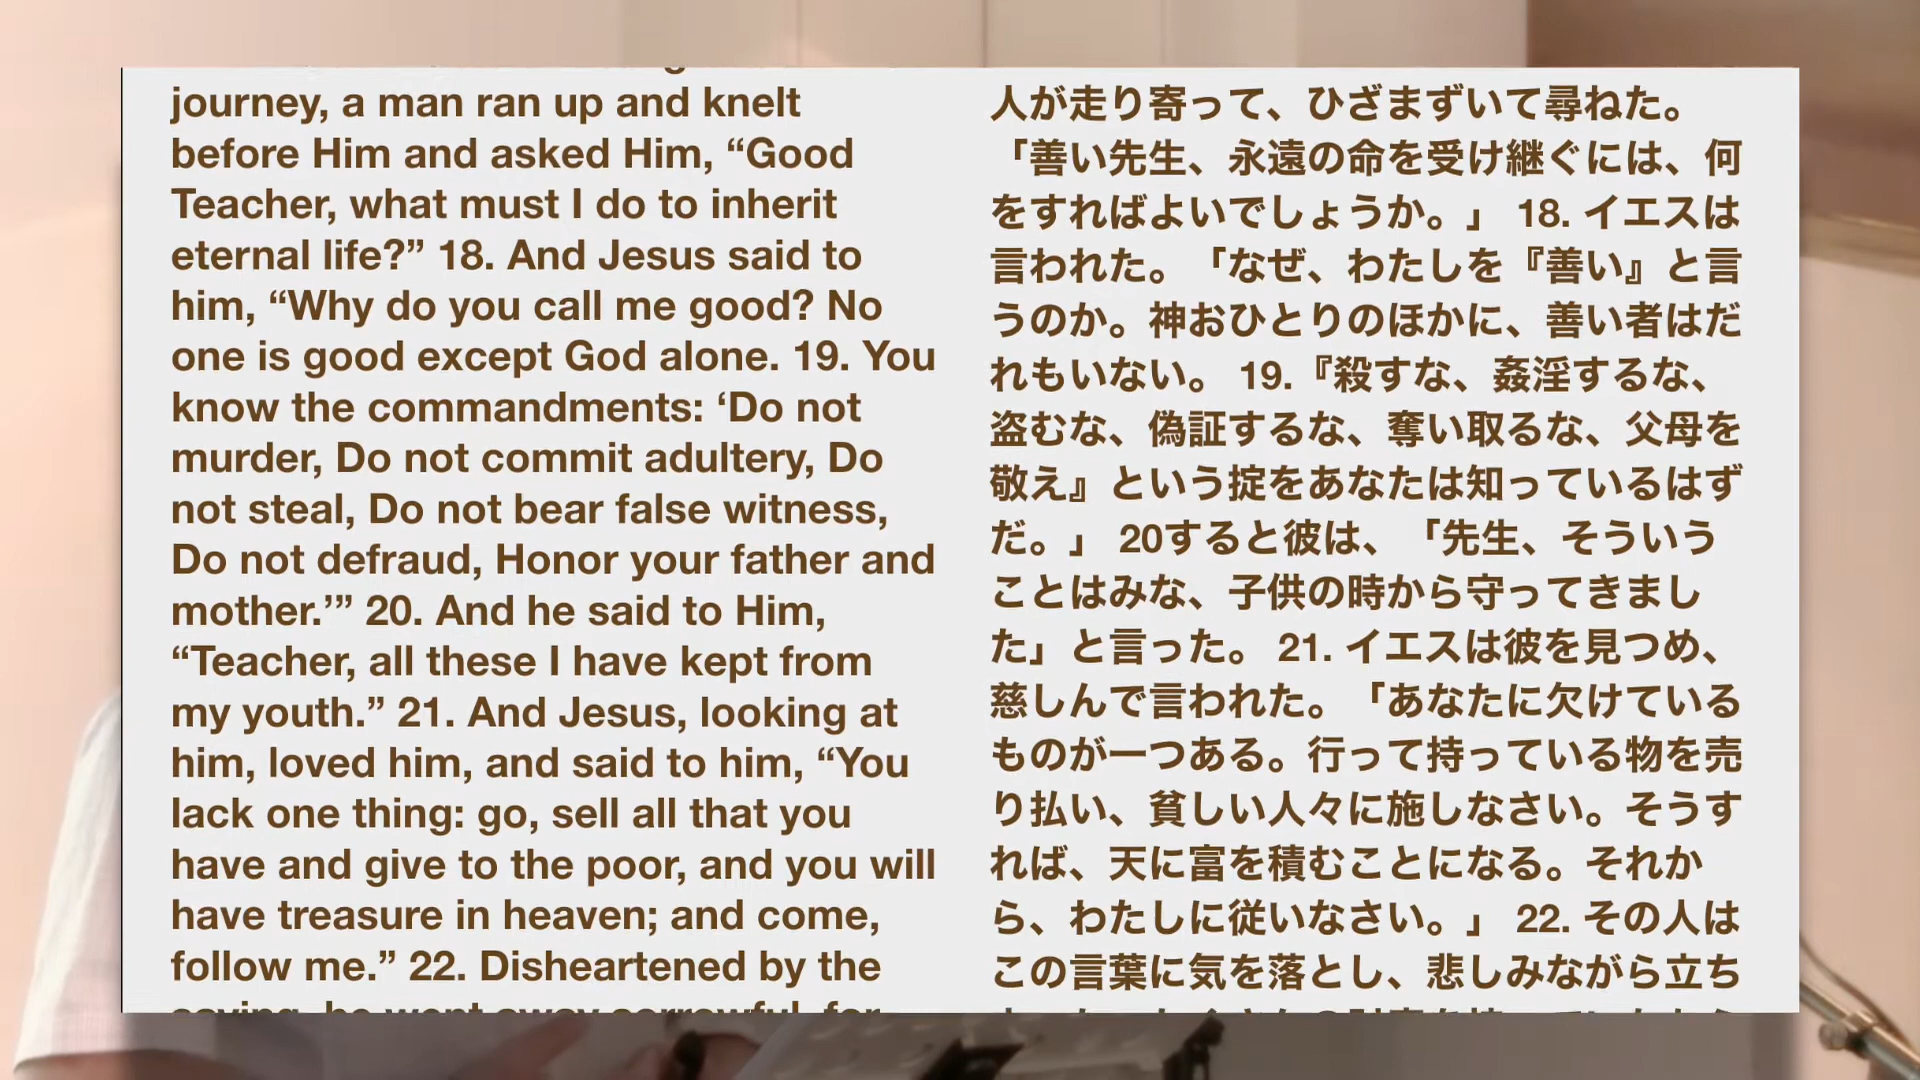 journey, a man ran up and knelt
before Him and asked Him, “Good
Teacher, what must I do to inherit
eternal life?” 18. And Jesus said to
him, “Why do you call me good? No
one is good except God alone. 19. You
know the commandments: ‘Do not
murder, Do not commit adultery, Do
not steal, Do not bear false witness,
Do not defraud, Honor your father and
mother.’” 20. And he said to Him,
“Teacher, all these I have kept from
my youth.” 21. And Jesus, looking at
him, loved him, and said to him, “You
lack one thing: go, sell all that you
have and give to the poor, and you will
have treasure in heaven; and come,
follow me.” 22. Disheartened by the
saying, he went away sorrowful, for
人が走り寄って、ひざまずいて尋ねた。
「善い先生、永遠の命を受け継ぐには、何
をすればよいでしょうか。」 18. イエスは
言われた。「なぜ、わたしを『善い』と言
うのか。神おひとりのほかに、善い者はだ
れもいない。 19.『殺すな、姦淫するな、
盗むな、偽証するな、奪い取るな、父母を
敬え』という掟をあなたは知っているはず
だ。」 20すると彼は、「先生、そういう
ことはみな、子供の時から守ってきまし
た」と言った。 21. イエスは彼を見つめ、
慈しんで言われた。「あなたに欠けている
ものが一つある。行って持っている物を売
り払い、貧しい人々に施しなさい。そうす
れば、天に富を積むことになる。それか
ら、わたしに従いなさい。」 22. その人は
この言葉に気を落とし、悲しみながら立ち